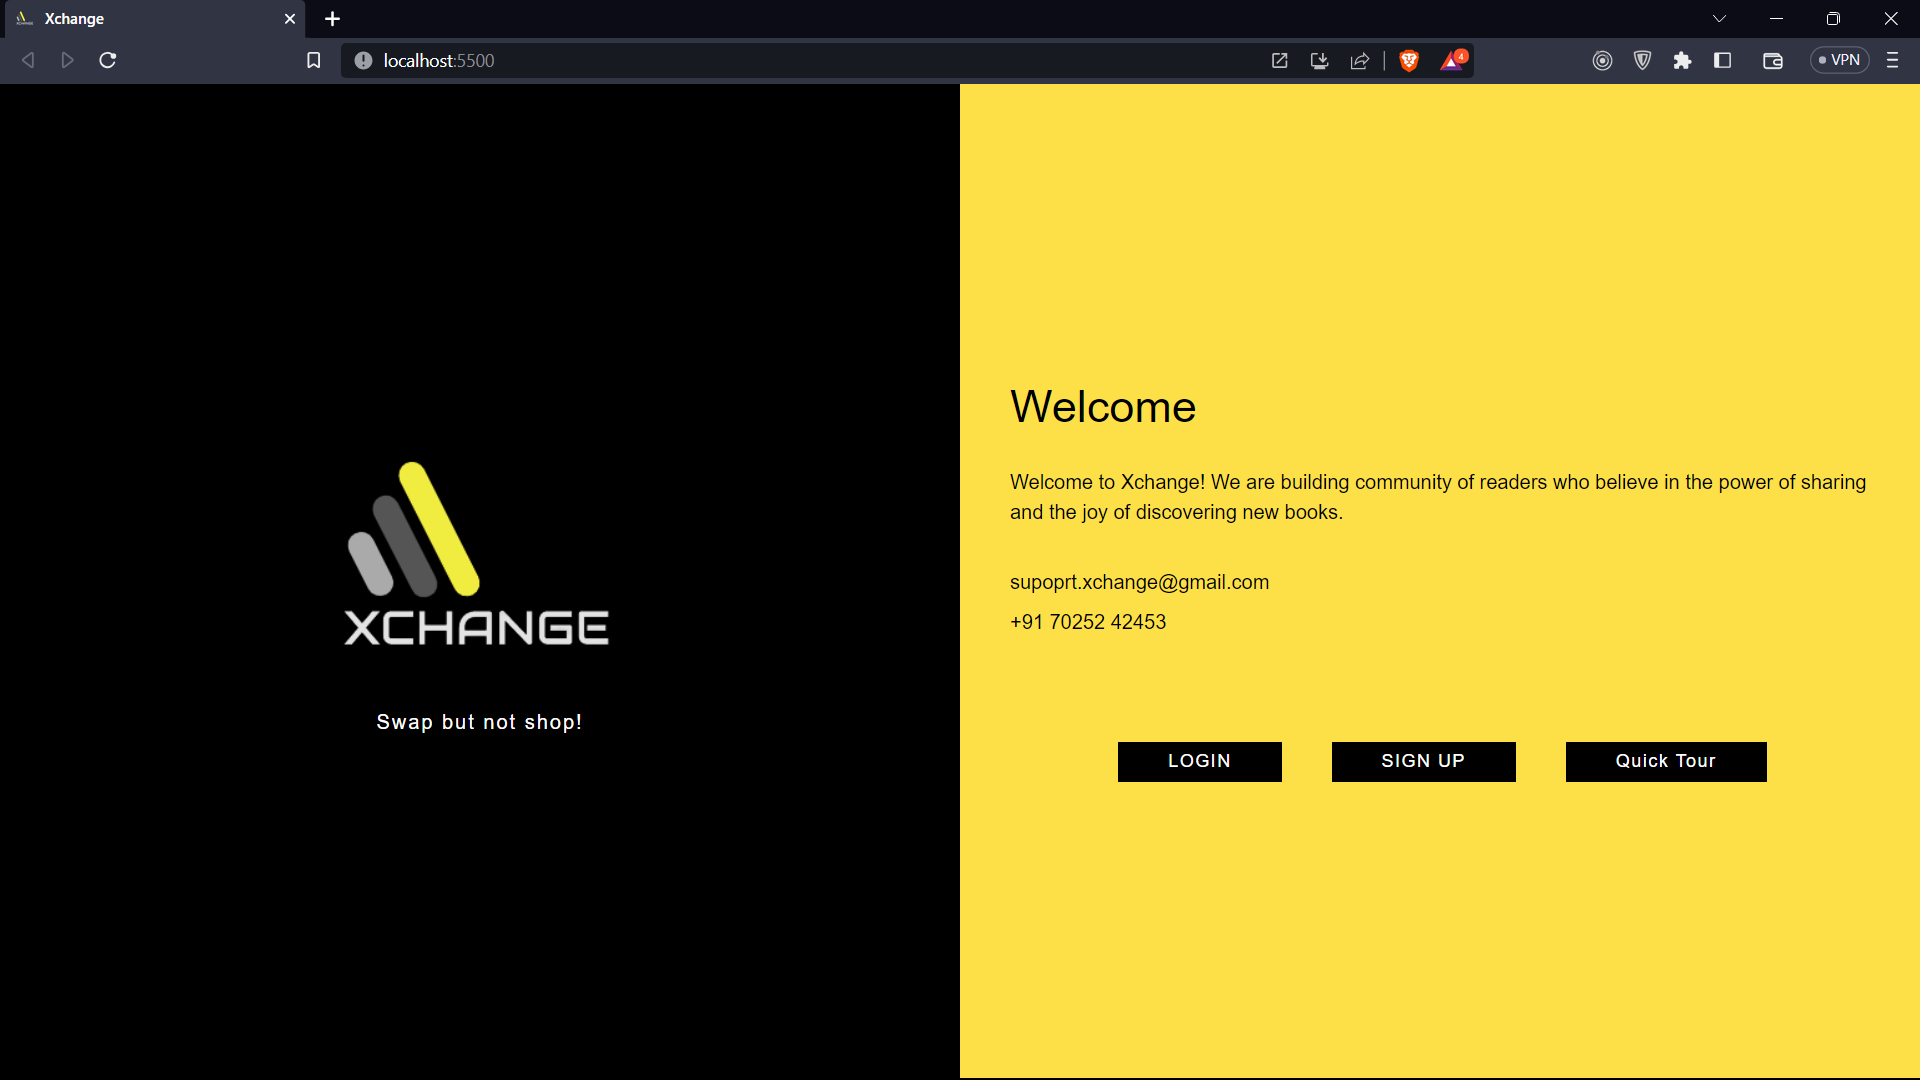 Xchange
localhost:5500
4
VPN
XCHANGE
Swap but not shop!
Welcome
Welcome to Xchange! We are building community of readers who believe in the power of sharing
and the joy of discovering new books.
supoprt.xchange@gmail.com
+91 70252 42453
LOGIN
SIGN UP
Quick Tour